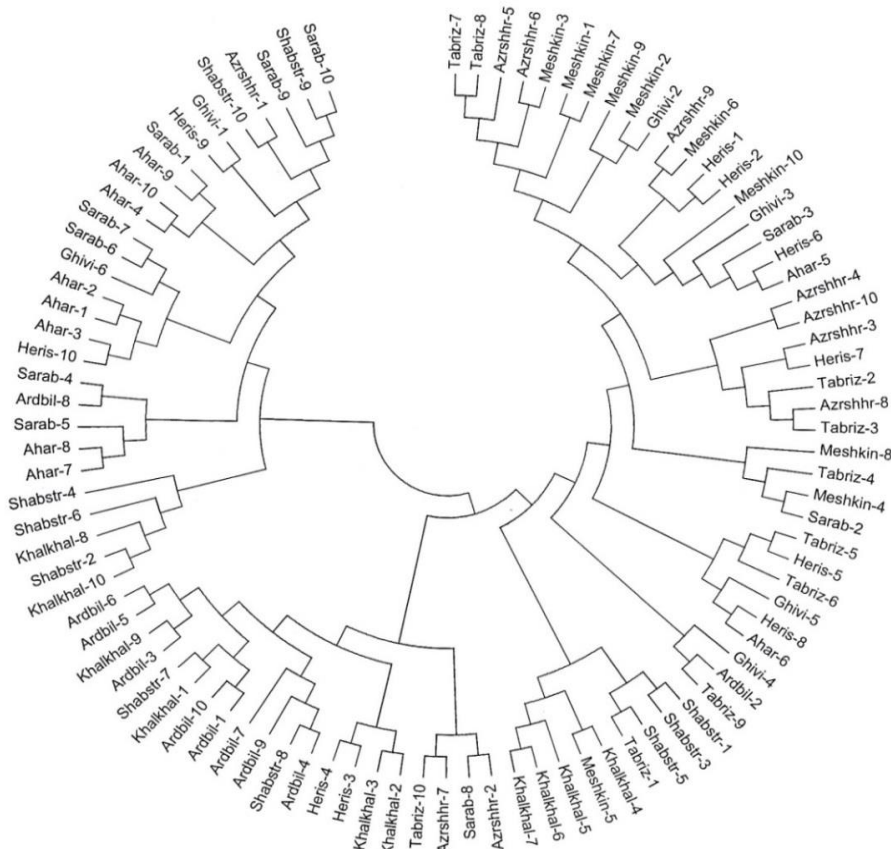 Tabriz-7
Tabriz-8
Azrshhr-5
Azrshhr-6
Meshkin-3
Meshkin-1
Meshkin-7
Meshkin-9
Meshkin-2
Ghivi-2
Azrshhr-9
Meshkin-6
Heris-1
Heris-2
Meshkin-10
Ghivi-3
Sarab-3
Heris-6
Ahar-5
Azrshhr-4
Azrshhr-10
Azrshhr-3
Heris-7
Tabriz-2
Azrshhr-8
Tabriz-3
Meshkin-8
Tabriz-4
Meshkin-4
Sarab-2
Tabriz-5
Heris-5
Tabriz-6
Ghivi-5
Heris-8
Ahar-6
Ghivi-4
Ardbil-2
Tabriz-9
Shabstr-1
Shabstr-3
Shabstr-5
Tabriz-1
Khalkhal-4
Meshkin-5
Khalkhal-5
Khalkhal-6
Khalkhal-7
Azrshhr-2
Sarab-8
Azrshhr-7
Tabriz-10
Khalkhal-2
Khalkhal-3
Heris-3
Heris-4
Ardbil-4
Shabstr-8
Ardbil-9
Ardbil-7
Ardbil-1
Ardbil-10
Khalkhal-1
Shabstr-7
Ardbil-3
Khalkhal-9
Ardbil-5
Ardbil-6
Khalkhal-10
Shabstr-2
Khalkhal-8
Shabstr-6
Shabstr-4
Ahar-7
Ahar-8
Sarab-5
Ardbil-8
Sarab-4
Heris-10
Ahar-3
Ahar-1
Ahar-2
Ghivi-6
Sarab-6
Sarab-7
Ahar-4
Ahar-10
Ahar-9
Sarab-1
Heris-9
Ghivi-1
Shabstr-10
Azrshhr-1
Sarab-9
Shabstr-9
Sarab-10